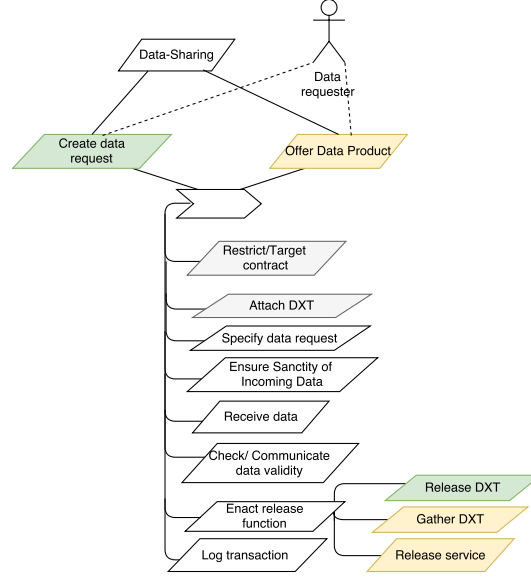 Data-Sharing
Data
requester
Create data
request
Offer Data Product
Restrict/Target
contract
Attach DXT
Specify data request
Ensure Sanctity of
Incoming Data
Receive data
Check/ Communicate
data validity
Enact release
function
Release DXT
Gather DXT
Log transaction
Release service